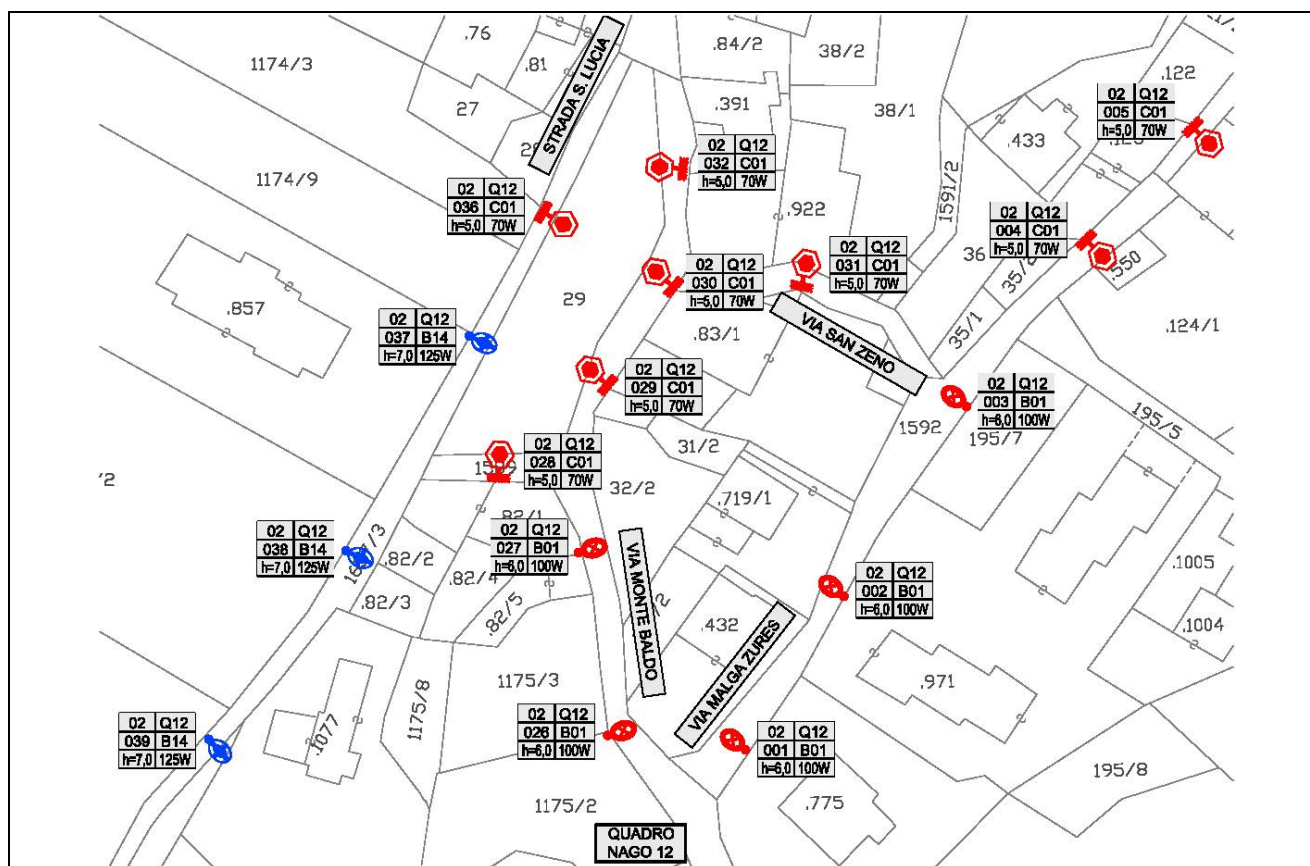 .76
.84/2
38/2
1174/3
.81
STRADA S. LUCIA
27
.391
38/1
.122
02 Q12
005 C01
h=5,0 70W
.433
02 Q12
032 C01
h=5,0 70W
1174/9
1591/2
02 Q12
036 C01
h=5,0 70W
.922
02 Q12
004 C01
h=5,0 70W
36
35/2
.550
02 Q12
030 C01
h=5,0 70W
02 Q12
031 C01
h=5,0 70W
.857
29
02 Q12
037 B14
h=7,0 125W
.83/1
VIA SAN ZENO
35/1
.124/1
02 Q12
029 C01
h=5,0 70W
02 Q12
003 B01
h=6,0 100W
1592
195/7
195/5
31/2
02 Q12
028 C01
h=5,0 70W
/2
32/2
.719/1
.82/1
02 Q12
038 B14
h=7,0 125W
.82/2
02 Q12
027 B01
h=6,0 100W
VIA MONTE BALDO
.82/4
.82/3
.82/5
02 Q12
002 B01
h=6,0 100W
.1005
.1004
.432
VIA MALGA ZURES
1175/3
1175/8
.971
.1077
02 Q12
039 B14
h=7,0 125W
02 Q12
026 B01
h=6,0 100W
02 Q12
001 B01
h=6,0 100W
195/8
1175/2
.775
QUADRO
NAGO 12